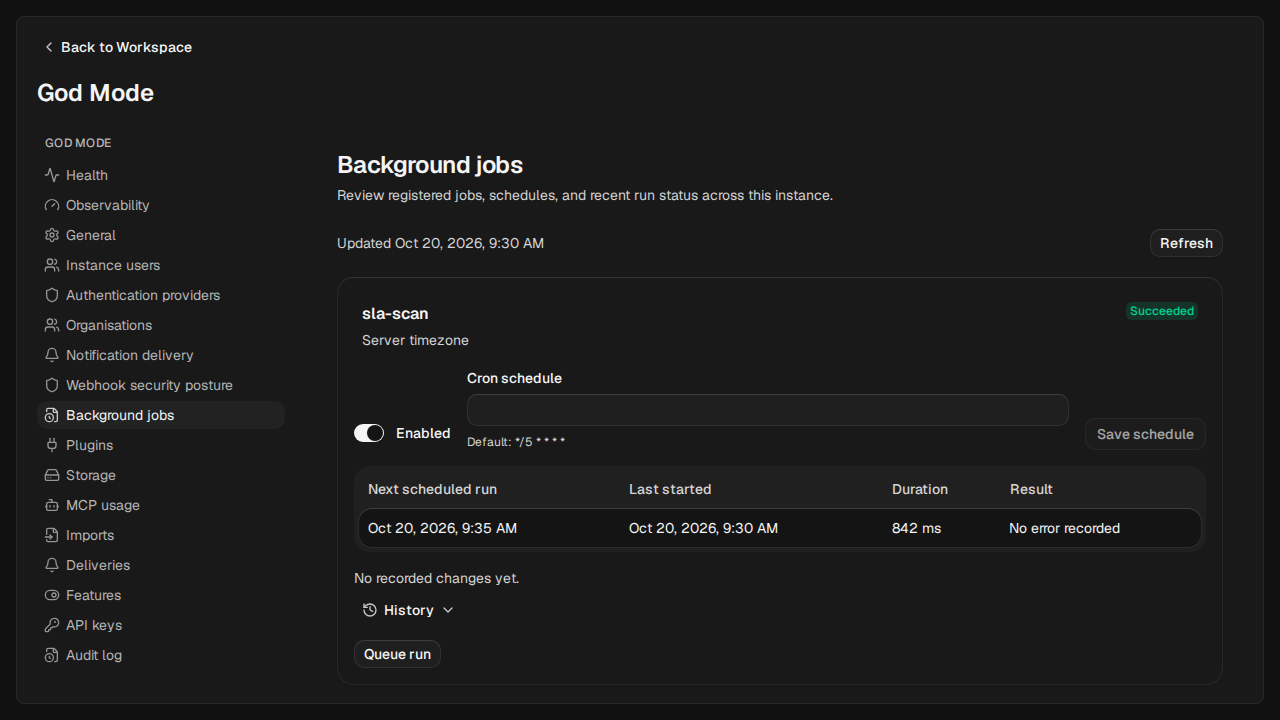 Back to Workspace
God Mode
GOD MODE
Health
Observability
General
Instance users
Authentication providers
Organisations
Notification delivery
Webhook security posture
Background jobs
Plugins
Storage
MCP usage
Imports
Deliveries
Features
API keys
Audit log
Background jobs
Review registered jobs, schedules, and recent run status across this instance.
Updated Oct 20, 2026, 9:30 AM
Refresh
sla-scan
Succeeded
Server timezone
Cron schedule
Enabled
Default: */5 * * * *
Save schedule
Next scheduled run Last started Duration Result
Oct 20, 2026, 9:35 AM Oct 20, 2026, 9:30 AM 842 ms No error recorded
No recorded changes yet.
History
Queue run